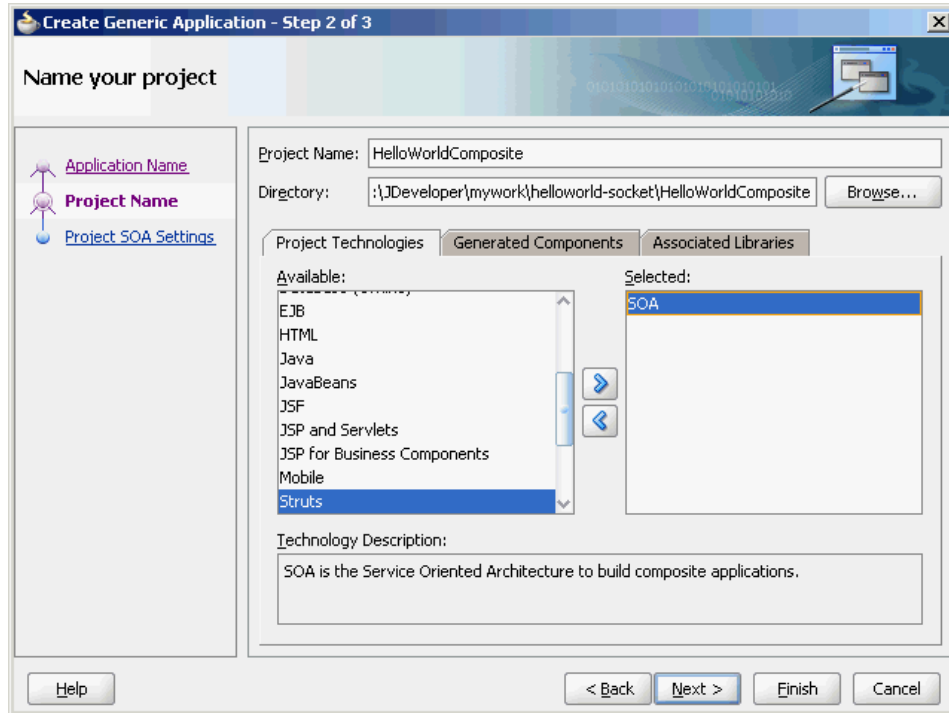 Create Generic Application - Step 2 of 3
Name your project
Application Name
Project Name
Project SOA Settings
Project Name: HelloWorldComposite
Directory: :\JDeveloper\mywork\helloworld-socket\HelloWorldComposite Browse...
Project Technologies Generated Components Associated Libraries
Available:
EJB
HTML
Java
JavaBeans
JSF
JSP and Servlets
JSP for Business Components
Mobile
Struts
Selected:
SOA
Technology Description:
SOA is the Service Oriented Architecture to build composite applications.
Help < Back Next > Finish Cancel